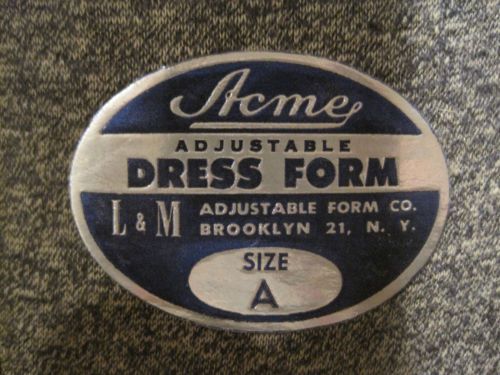 Acme
ADJUSTABLE
DRESS FORM
L & M ADJUSTABLE FORM CO.
BROOKLYN 21, N. Y.
SIZE
A